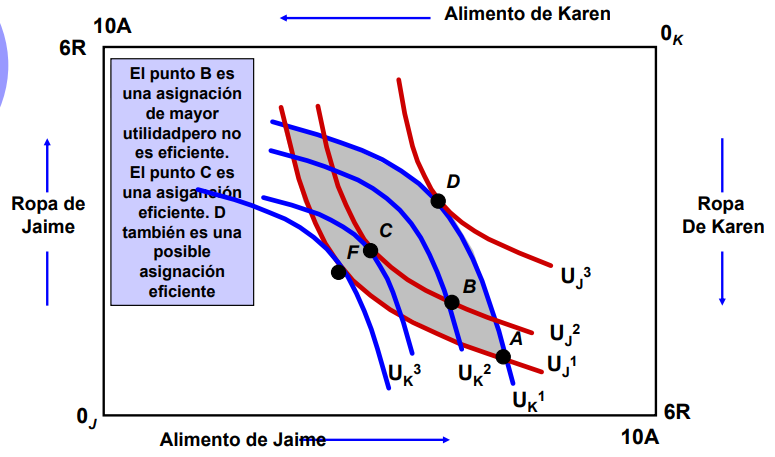 Alimento de Karen
10A
0K
6R
El punto B es
una asignación
de mayor
utilidadpero no
es eficiente.
El punto C es
una asigansión
eficiente. D
también es una
posible
asignación
eficiente
Ropa de
Jaime
Ropa
De Karen
D
C
F
B
A
UJ3
UJ2
UJ1
UK3
UK2
UK1
0J
6R
Alimento de Jaime
10A